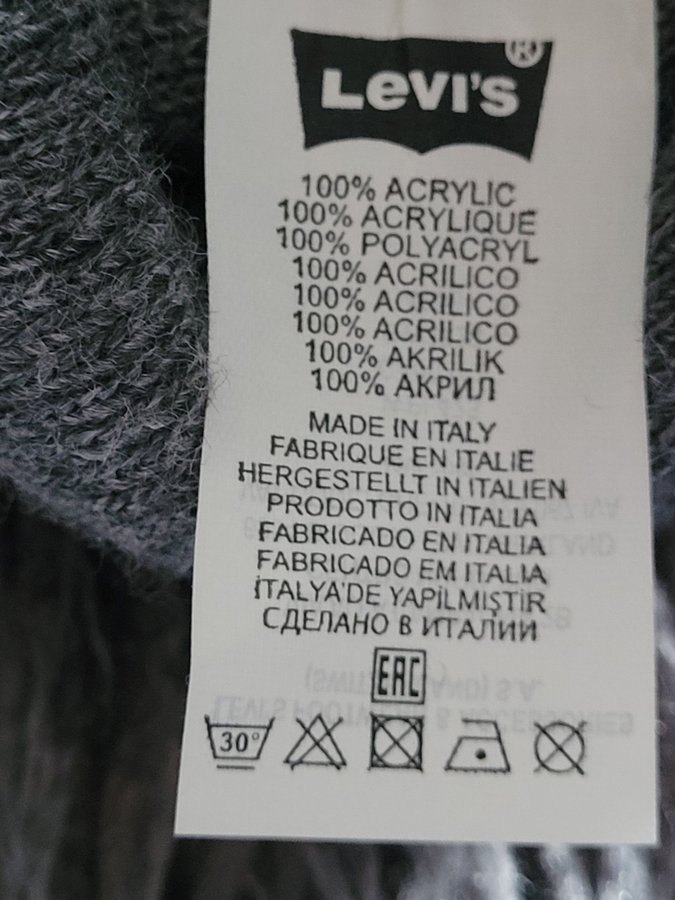 Levi's ®
100% ACRYLIC
100% ACRYLIQUE
100% POLYACRYL
100% ACRILICO
100% ACRILICO
100% ACRILICO
100% AKRILIK
100% АКРИЛ
MADE IN ITALY
FABRIQUE EN ITALIE
HERGESTELLT IN ITALIEN
PRODOTTO IN ITALIA
FABRICADO EN ITALIA
FABRICADO EM ITALIA
İTALYA'DE YAPİLMIŞTİR
СДЕЛАНО В ИТАЛИИ
EAC
30°